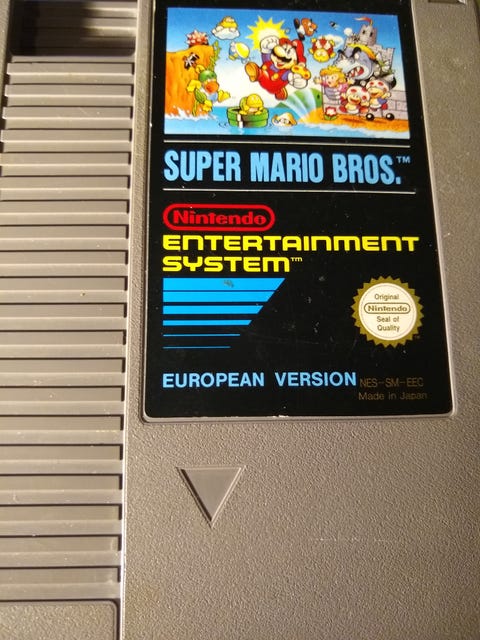 SUPER MARIO BROS.™
Nintendo
ENTERTAINMENT
SYSTEM™
Original
Nintendo
Seal of
Quality
EUROPEAN VERSION
NES-SM-EEC
Made in Japan